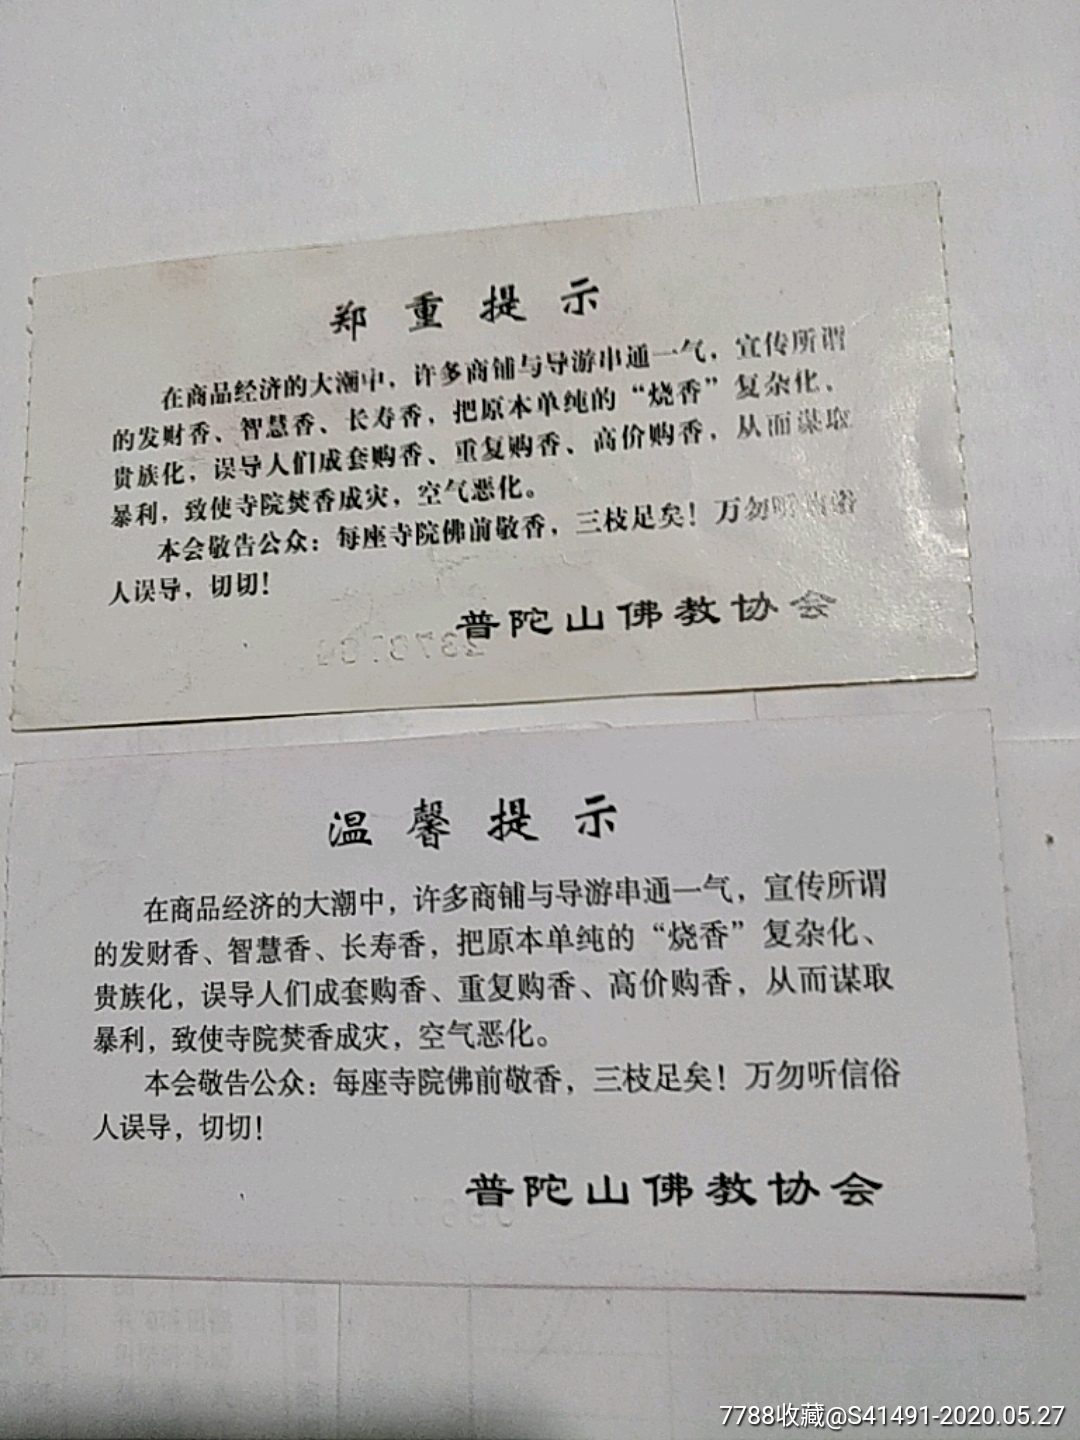 郑重提示
在商品经济的大潮中，许多商铺与导游串通一气，宣传所谓
的发财香、智慧香、长寿香，把原本单纯的“烧香”复杂化、
贵族化，误导人们成套购香、重复购香、高价购香，从而谋取
暴利，致使寺院焚香成灾，空气恶化。
本会敬告公众：每座寺院佛前敬香，三枝足矣！万勿听信俗
人误导，切切！
普陀山佛教协会
温馨提示
在商品经济的大潮中，许多商铺与导游串通一气，宣传所谓
的发财香、智慧香、长寿香，把原本单纯的“烧香”复杂化、
贵族化，误导人们成套购香、重复购香、高价购香，从而谋取
暴利，致使寺院焚香成灾，空气恶化。
本会敬告公众：每座寺院佛前敬香，三枝足矣！万勿听信俗
人误导，切切！
普陀山佛教协会
7788收藏@S41491-2020.05.27